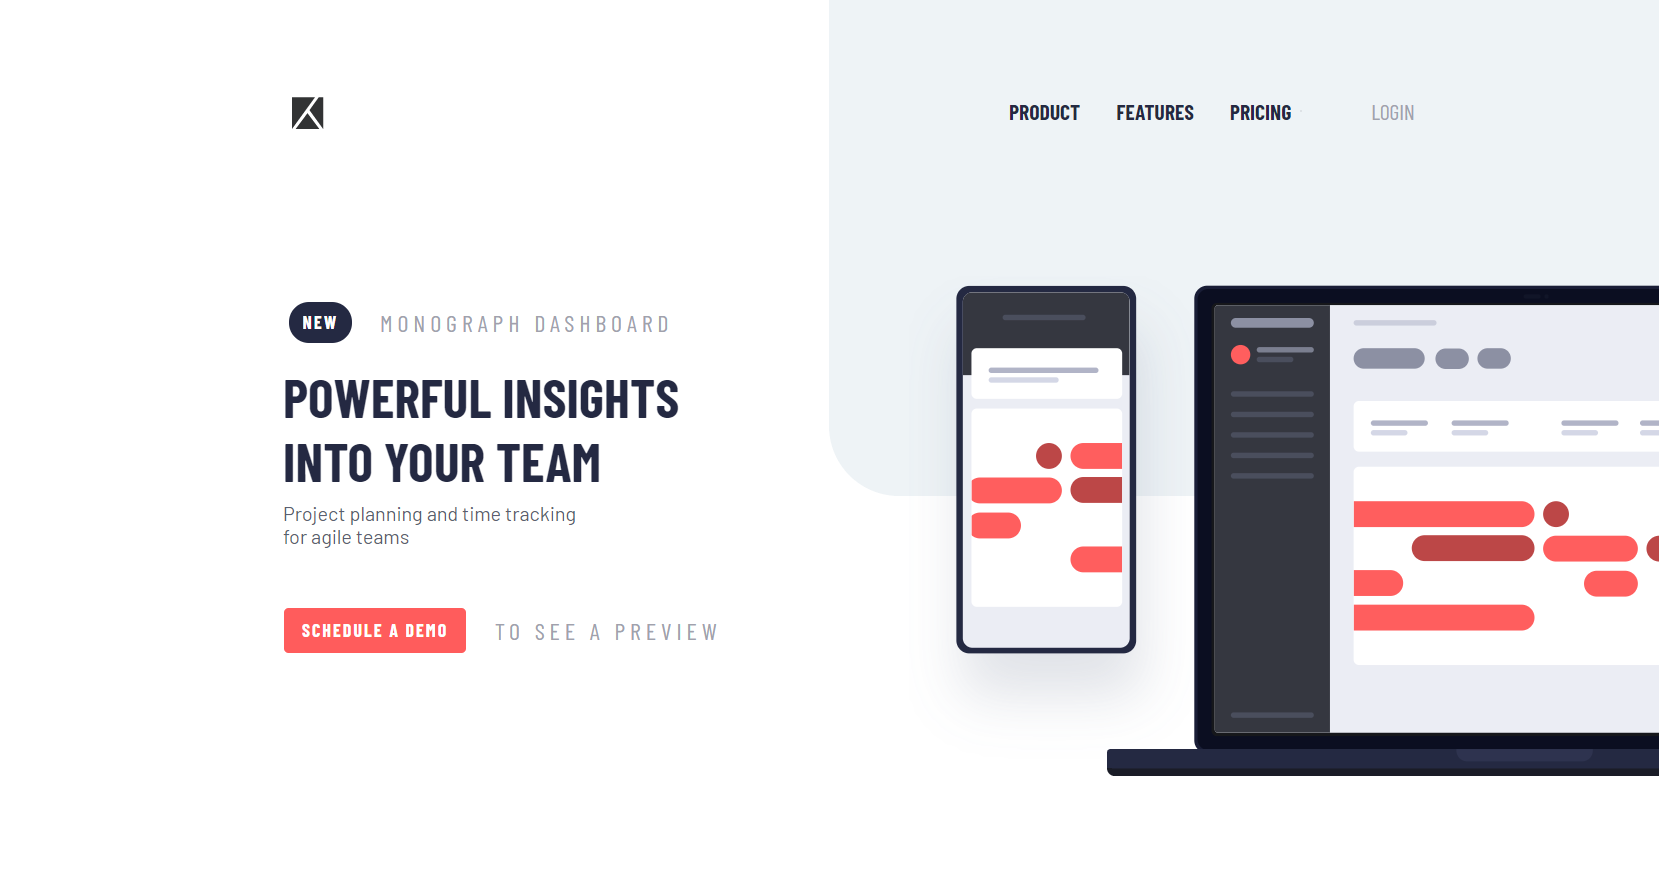 PRODUCT FEATURES PRICING LOGIN
NEW MONOGRAPH DASHBOARD
POWERFUL INSIGHTS
INTO YOUR TEAM
Project planning and time tracking
for agile teams
SCHEDULE A DEMO TO SEE A PREVIEW